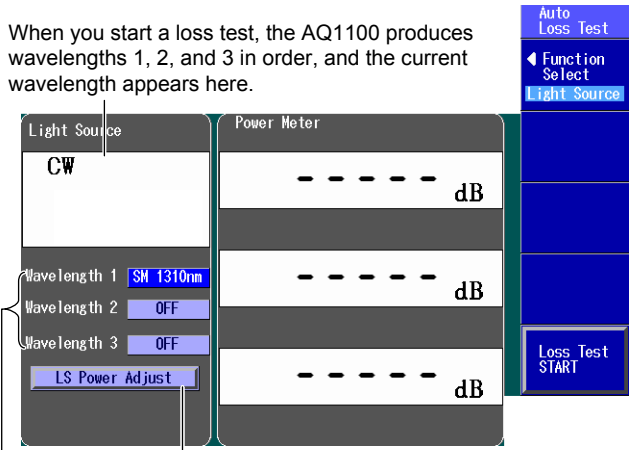 When you start a loss test, the AQ1100 produces
wavelengths 1, 2, and 3 in order, and the current
wavelength appears here.
Auto
Loss Test
Function
Select
Light Source
Light Source
CW
Wavelength 1 SM 1310nm
Wavelength 2 OFF
Wavelength 3 OFF
LS Power Adjust
Power Meter
- - - - - dB
- - - - - dB
- - - - - dB
Loss Test
START